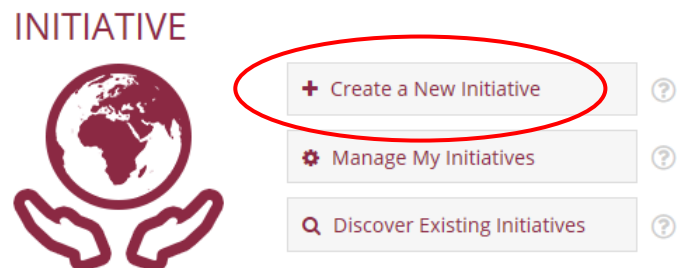 INITIATIVE
Create a New Initiative
Manage My Initiatives
Discover Existing Initiatives